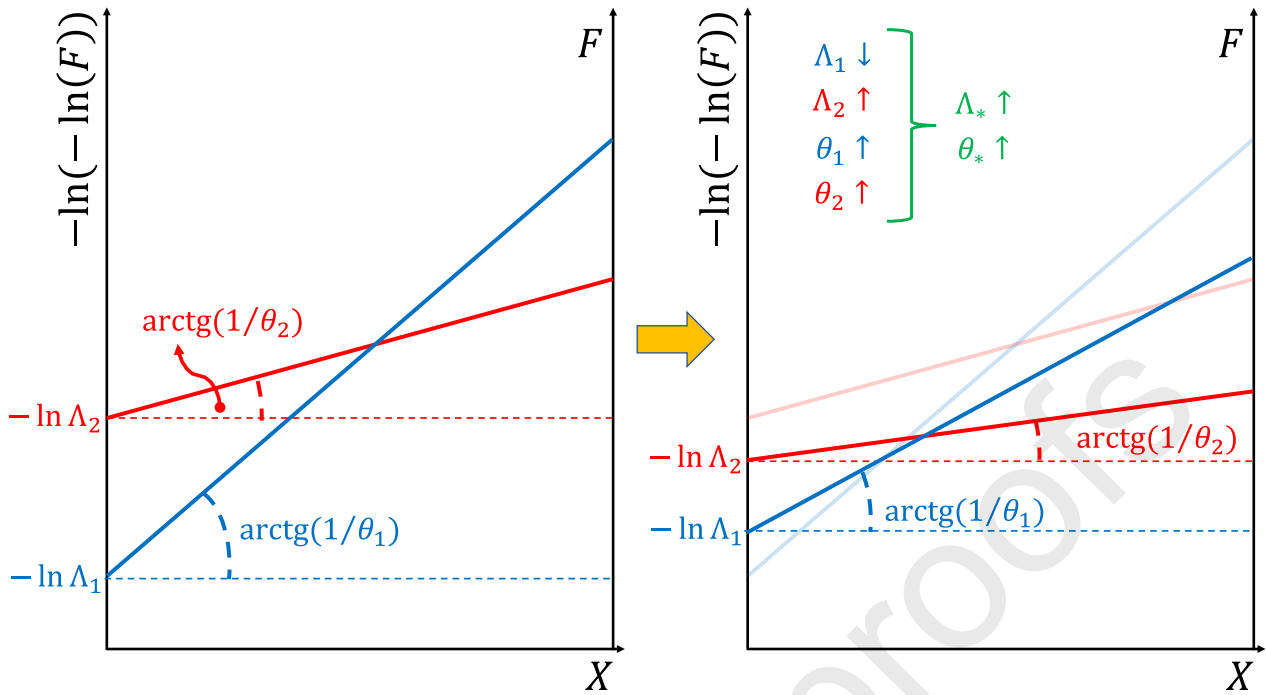 −ln(−ln(F))
F
arctg(1/θ₂)
− ln Λ₂
arctg(1/θ₁)
− ln Λ₁
X
−ln(−ln(F))
F
Λ₁ ↓
Λ₂ ↑
θ₁ ↑
θ₂ ↑
Λ* ↑
θ* ↑
− ln Λ₂
arctg(1/θ₂)
− ln Λ₁
arctg(1/θ₁)
X
proofs